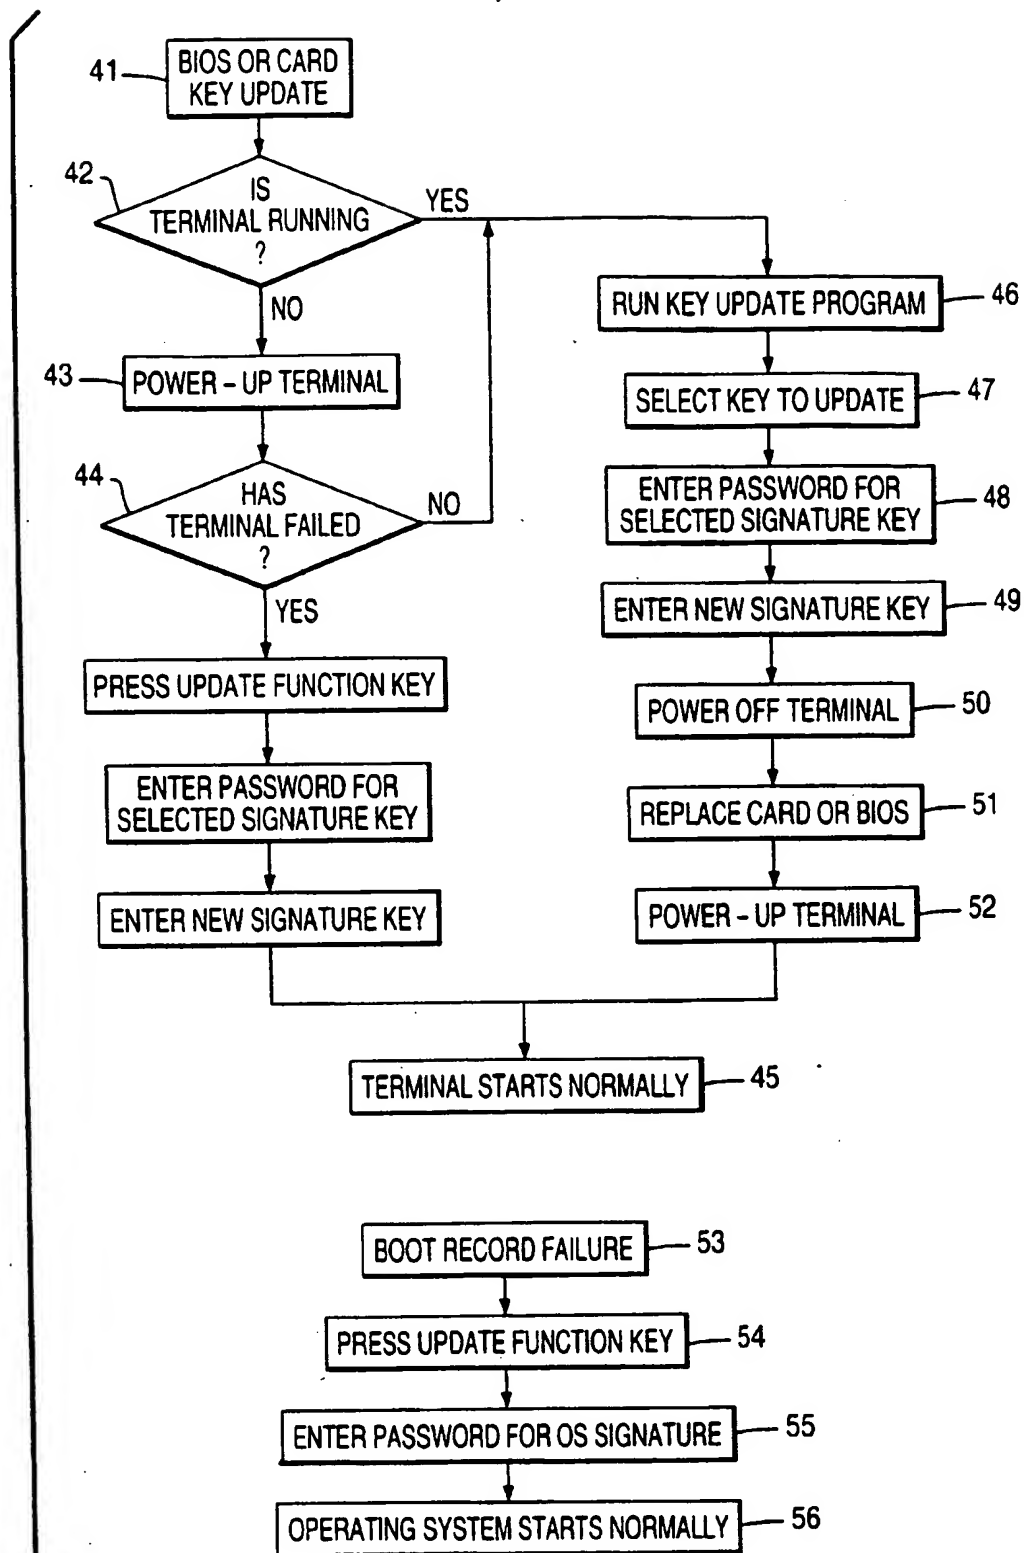 41
BIOS OR CARD
KEY UPDATE
42
IS
TERMINAL RUNNING
?
YES
NO
43
POWER – UP TERMINAL
44
HAS
TERMINAL FAILED
?
NO
YES
PRESS UPDATE FUNCTION KEY
ENTER PASSWORD FOR
SELECTED SIGNATURE KEY
ENTER NEW SIGNATURE KEY
RUN KEY UPDATE PROGRAM
46
SELECT KEY TO UPDATE
47
ENTER PASSWORD FOR
SELECTED SIGNATURE KEY
48
ENTER NEW SIGNATURE KEY
49
POWER OFF TERMINAL
50
REPLACE CARD OR BIOS
51
POWER – UP TERMINAL
52
TERMINAL STARTS NORMALLY
45
BOOT RECORD FAILURE
53
PRESS UPDATE FUNCTION KEY
54
ENTER PASSWORD FOR OS SIGNATURE
55
OPERATING SYSTEM STARTS NORMALLY
56